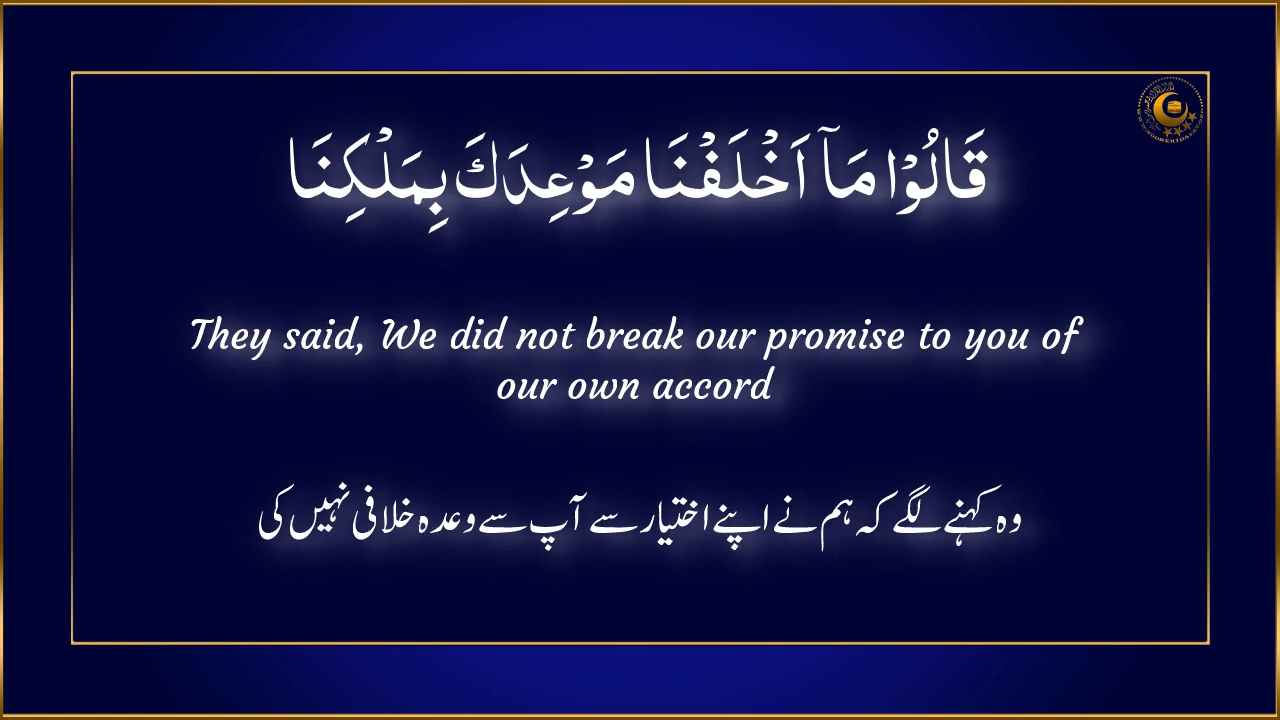 قَالُوْا مَآ اَخْلَفْنَا مَوْعِدَكَ بِمَلْكِنَا
They said, We did not break our promise to you of
our own accord
وہ کہنے لگے کہ ہم نے اپنے اختیار سے آپ سے وعدہ خلافی نہیں کی